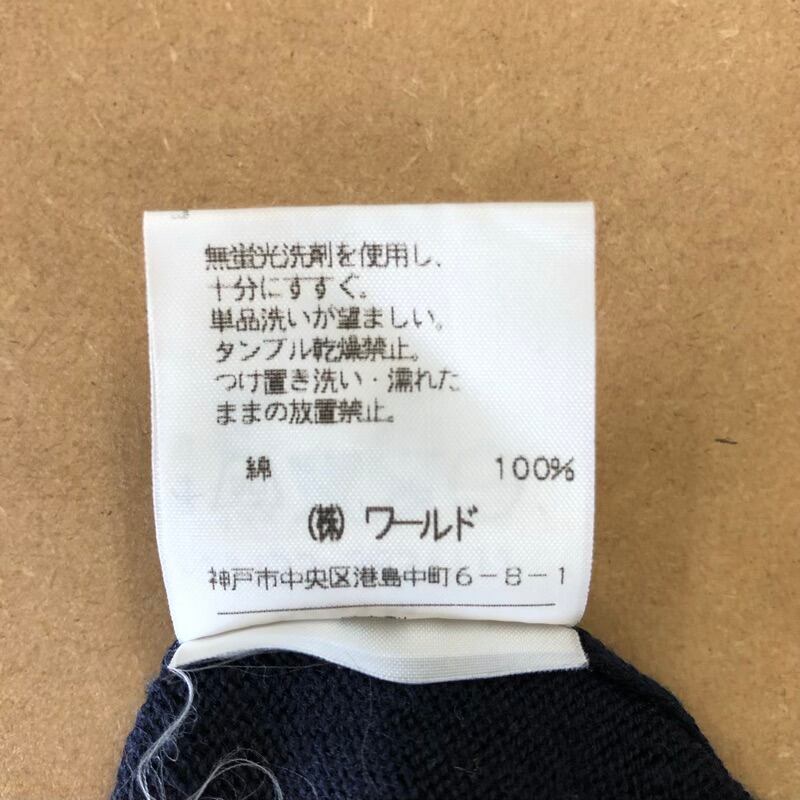 無蛍光洗剤を使用し、
十分にすすぐ。
単品洗いが望ましい。
タンブル乾燥禁止。
つけ置き洗い・濡れた
ままの放置禁止。
綿 100%
㈱ ワールド
神戸市中央区港島中町6-8-1